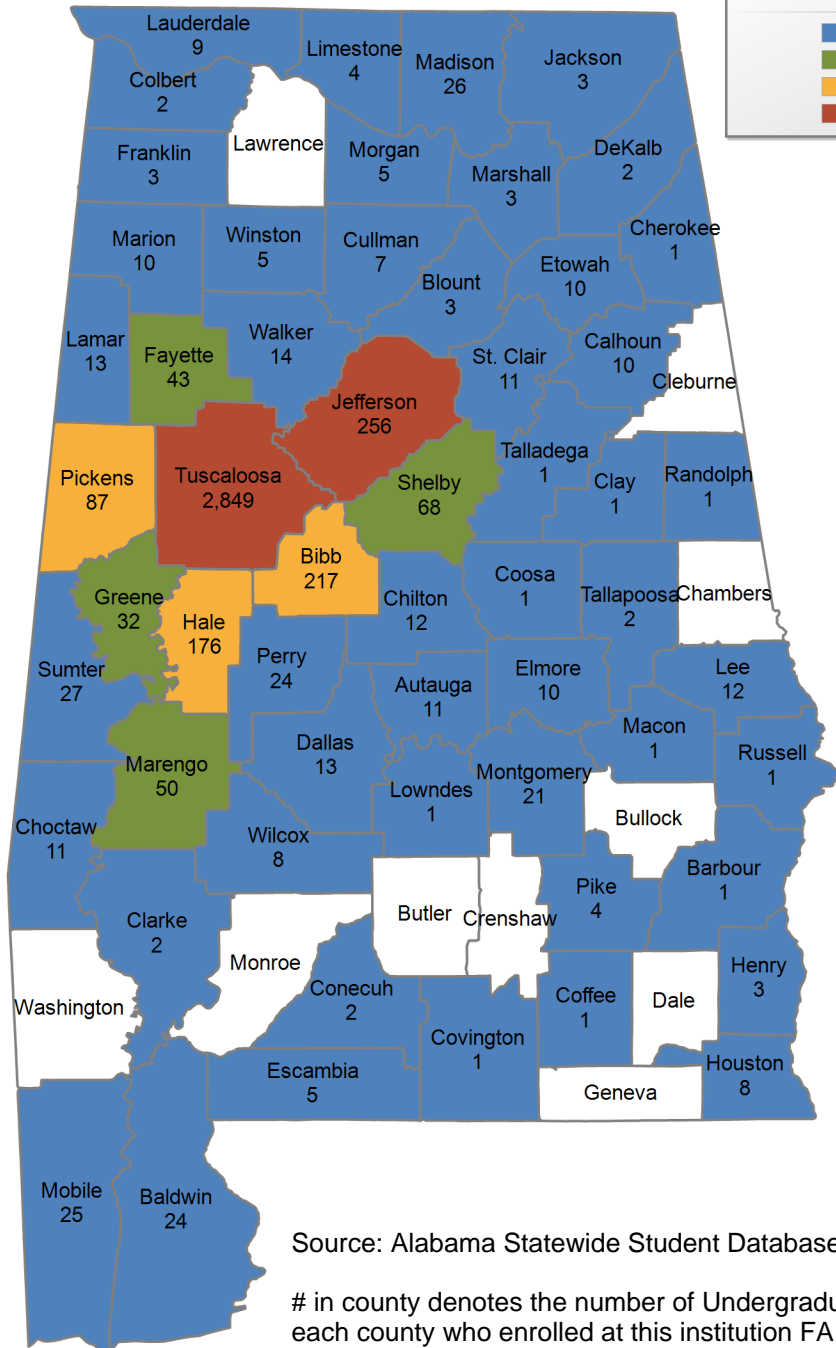 Lauderdale
9
Limestone
4
Madison
26
Jackson
3
Colbert
2
Lawrence
Franklin
3
Morgan
5
Marshall
3
DeKalb
2
Cherokee
1
Marion
10
Winston
5
Cullman
7
Blount
3
Etowah
10
Lamar
13
Fayette
43
Walker
14
St. Clair
11
Calhoun
10
Cleburne
Jefferson
256
Pickens
87
Tuscaloosa
2,849
Shelby
68
Talladega
1
Clay
1
Randolph
1
Bibb
217
Greene
32
Hale
176
Chilton
12
Coosa
1
Tallapoosa
2
Chambers
Sumter
27
Perry
24
Autauga
11
Elmore
10
Lee
12
Marengo
50
Dallas
13
Lowndes
1
Montgomery
21
Macon
1
Russell
1
Bullock
Choctaw
11
Wilcox
8
Butler
Crenshaw
Pike
4
Barbour
1
Clarke
2
Monroe
Washington
Conecuh
2
Covington
1
Coffee
1
Dale
Henry
3
Escambia
5
Geneva
Houston
8
Mobile
25
Baldwin
24
Source: Alabama Statewide Student Database
# in county denotes the number of Undergradu
each county who enrolled at this institution FA